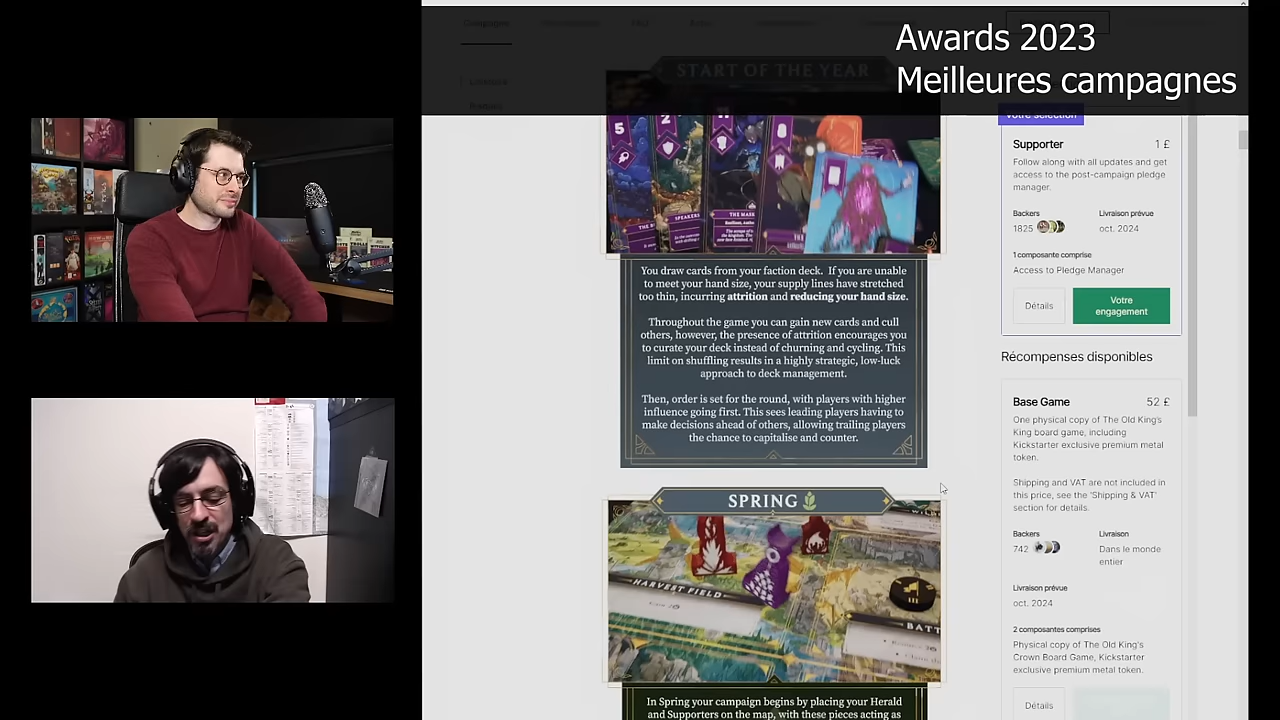 Awards 2023
Meilleures campagnes
START OF THE YEAR
5
You draw cards from your faction deck. If you are unable
to meet your hand size, your supply lines have stretched
too thin, incurring attrition and reducing your hand size.
Throughout the game you can gain new cards and cull
others, however, the presence of attrition encourages you
to curate your deck instead of churning and cycling. This
limit on shuffling results in a highly strategic, low-luck
approach to deck management.
Then, order is set for the round, with players with higher
influence going first. This sees leading players having to
make decisions ahead of others, allowing trailing players
the chance to capitalise and counter.
SPRING
HARVEST FIELD
BATT
In Spring your campaign begins by placing your Herald
and Supporters on the map, with these pieces acting as
Votre sélection
Supporter 1 £
Follow along with all updates and get
access to the post-campaign pledge
manager.
Backers Livraison prévue
1825 oct. 2024
1 composante comprise
Access to Pledge Manager
Détails
Votre
engagement
Récompenses disponibles
Base Game 52 £
One physical copy of The Old King's
King board game, including
Kickstarter exclusive premium metal
token.
Shipping and VAT are not included in
this price, see the 'Shipping & VAT'
section for details.
Backers Livraison
742 Dans le monde
entier
Livraison prévue
oct. 2024
2 composantes comprises
Physical copy of The Old King's
Crown Board Game, Kickstarter
exclusive premium metal token.
Détails